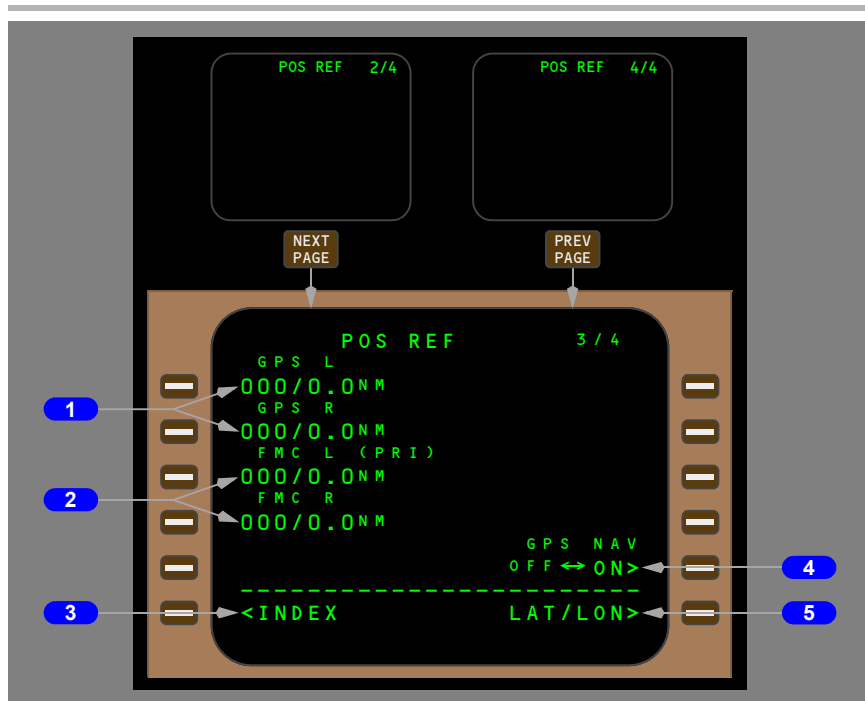 POS REF 2/4
POS REF 4/4
NEXT
PAGE
PREV
PAGE
POS REF 3/4
GPS L
000/0.0NM
1
GPS R
000/0.0NM
FMC L (PRI)
000/0.0NM
2
FMC R
000/0.0NM
GPS NAV
OFF↔ON>
4
--------------------------
3
<INDEX
LAT/LON>
5